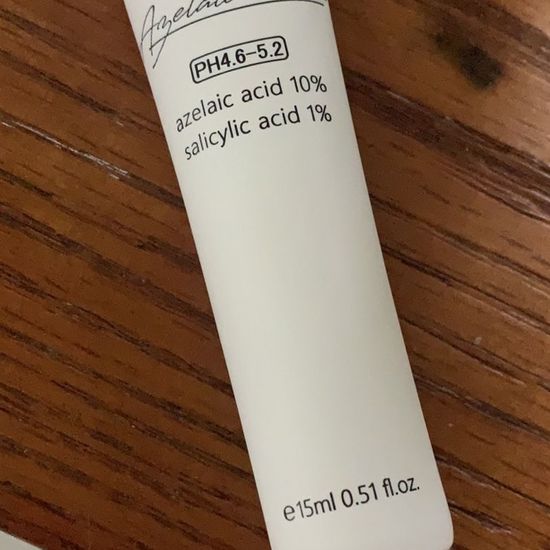 PH4.6-5.2
azelaic acid 10%
salicylic acid 1%
e15ml 0.51 fl.oz.